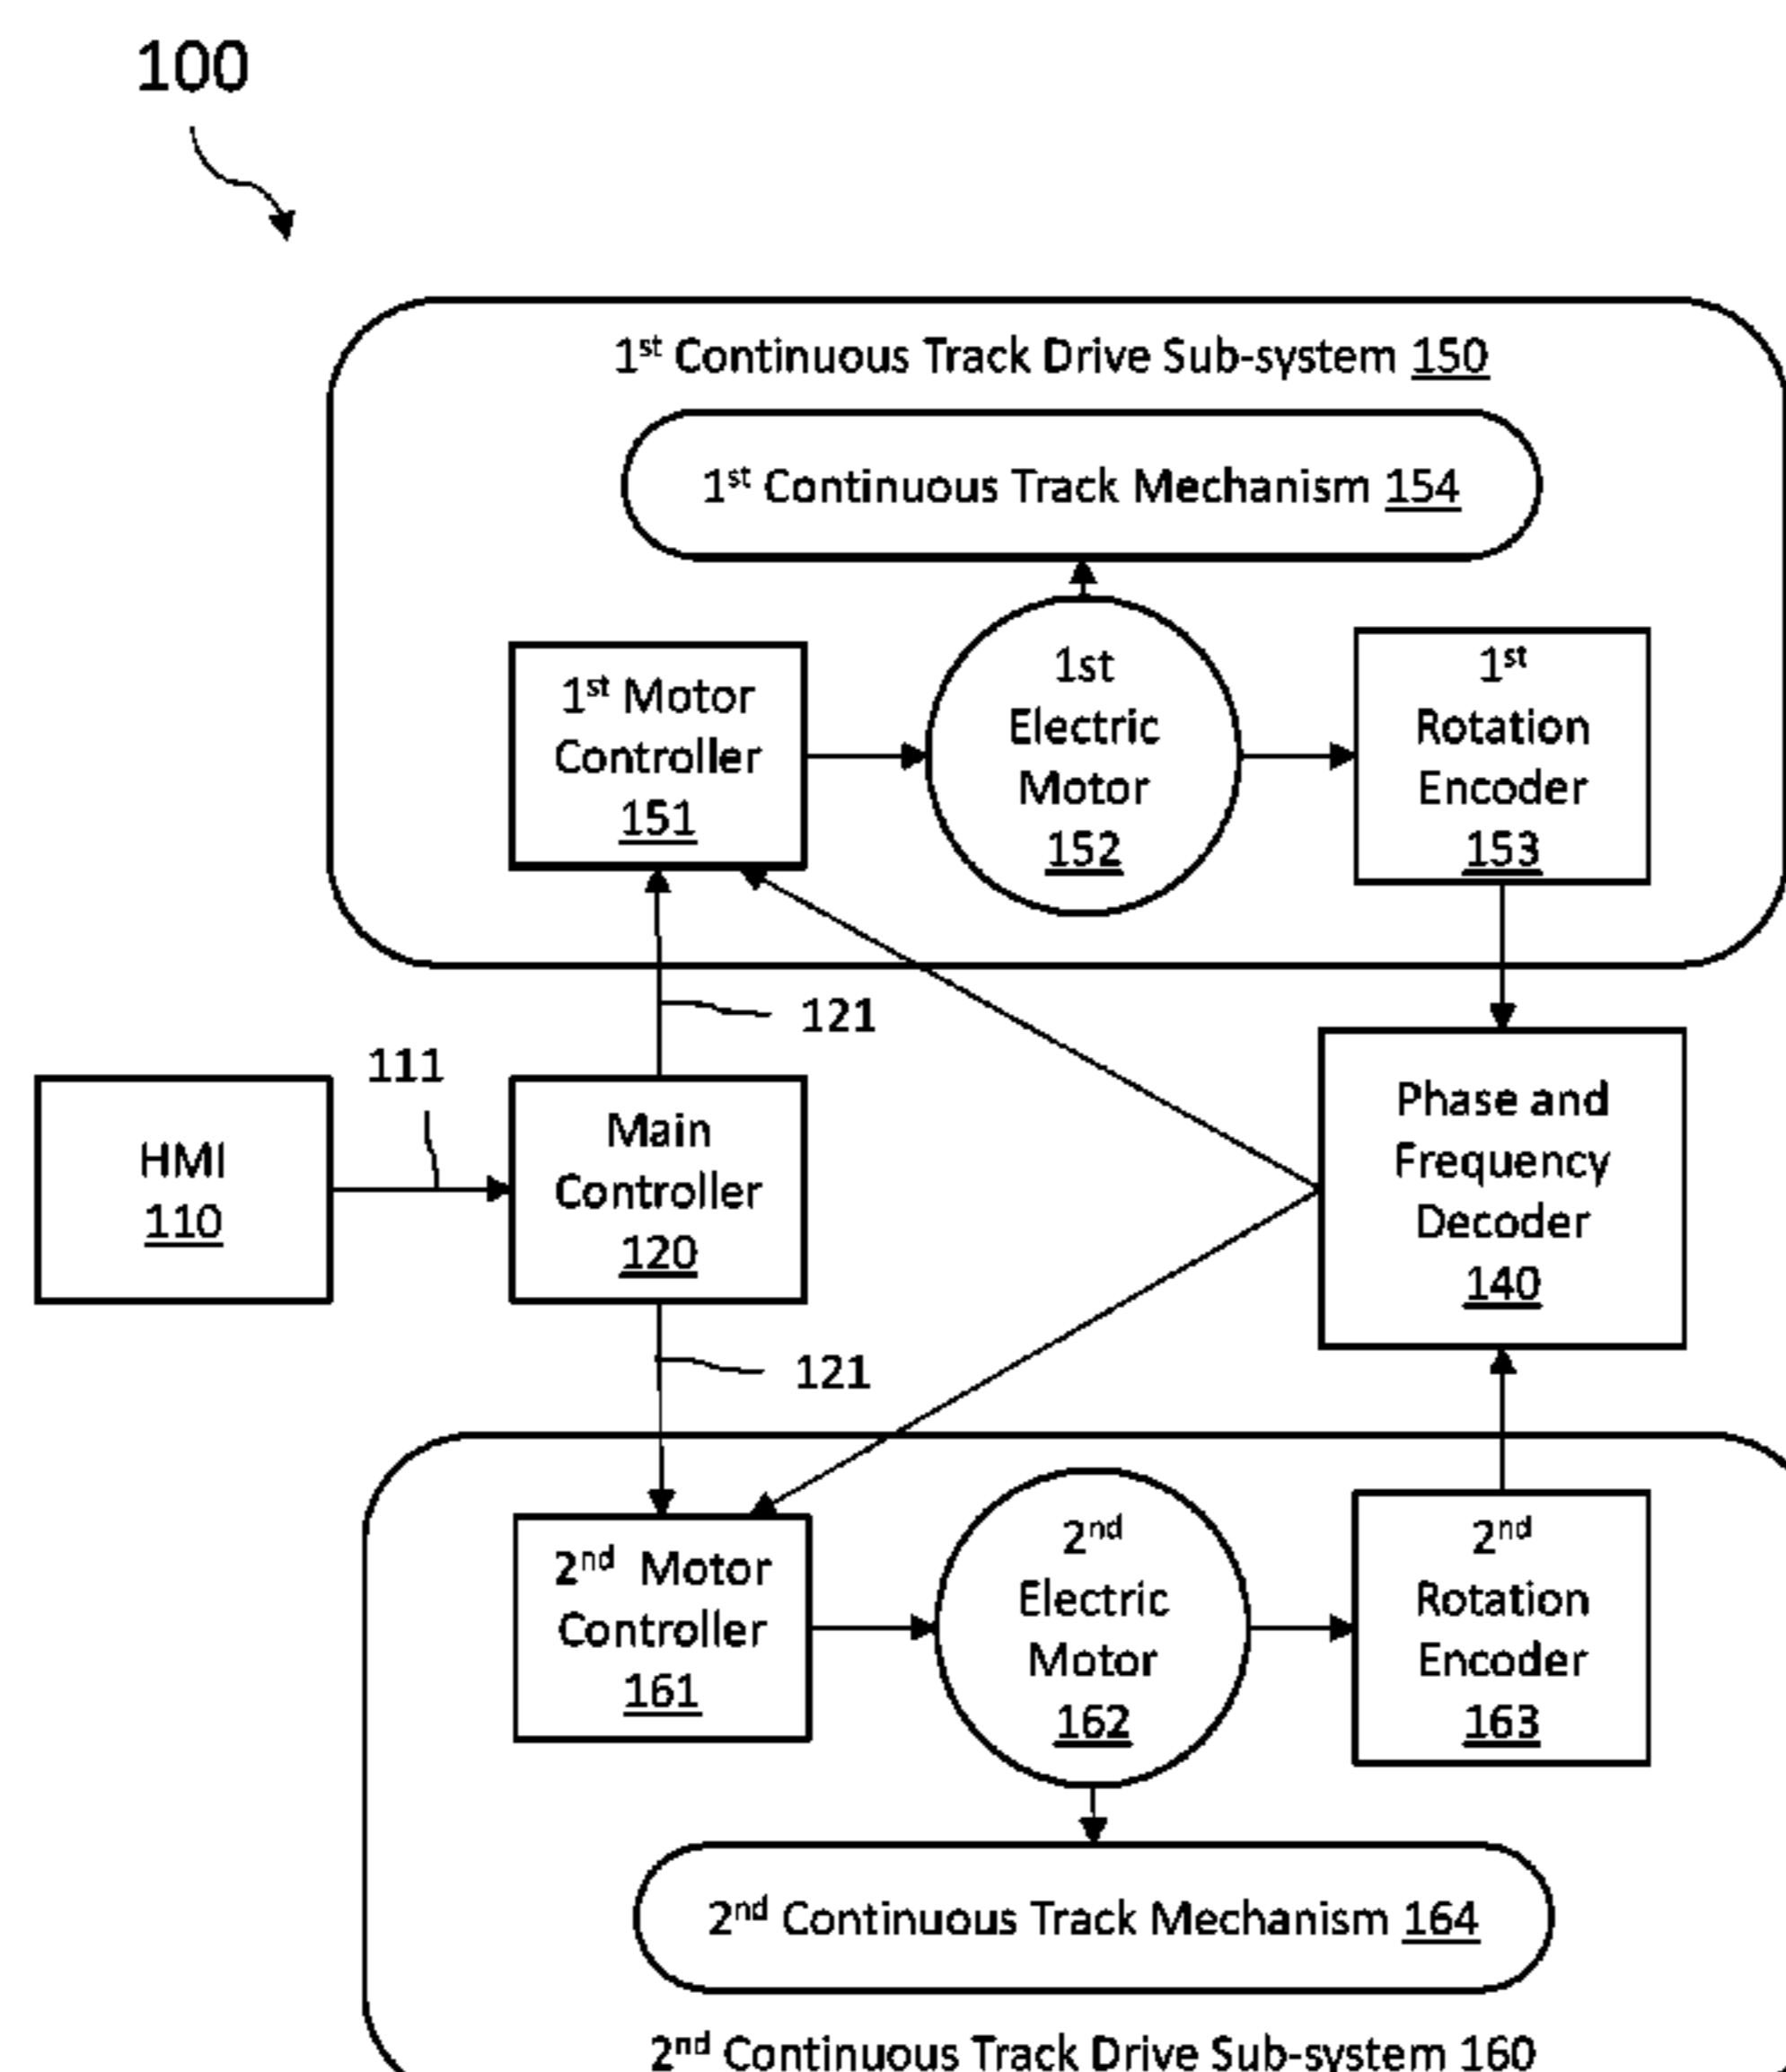 100
1st Continuous Track Drive Sub-system 150
1st Continuous Track Mechanism 154
1st Motor
Controller
151
1st
Electric
Motor
152
1st
Rotation
Encoder
153
121
111
HMI
110
Main
Controller
120
Phase and
Frequency
Decoder
140
121
2nd Motor
Controller
161
2nd
Electric
Motor
162
2nd
Rotation
Encoder
163
2nd Continuous Track Mechanism 164
2nd Continuous Track Drive Sub-system 160